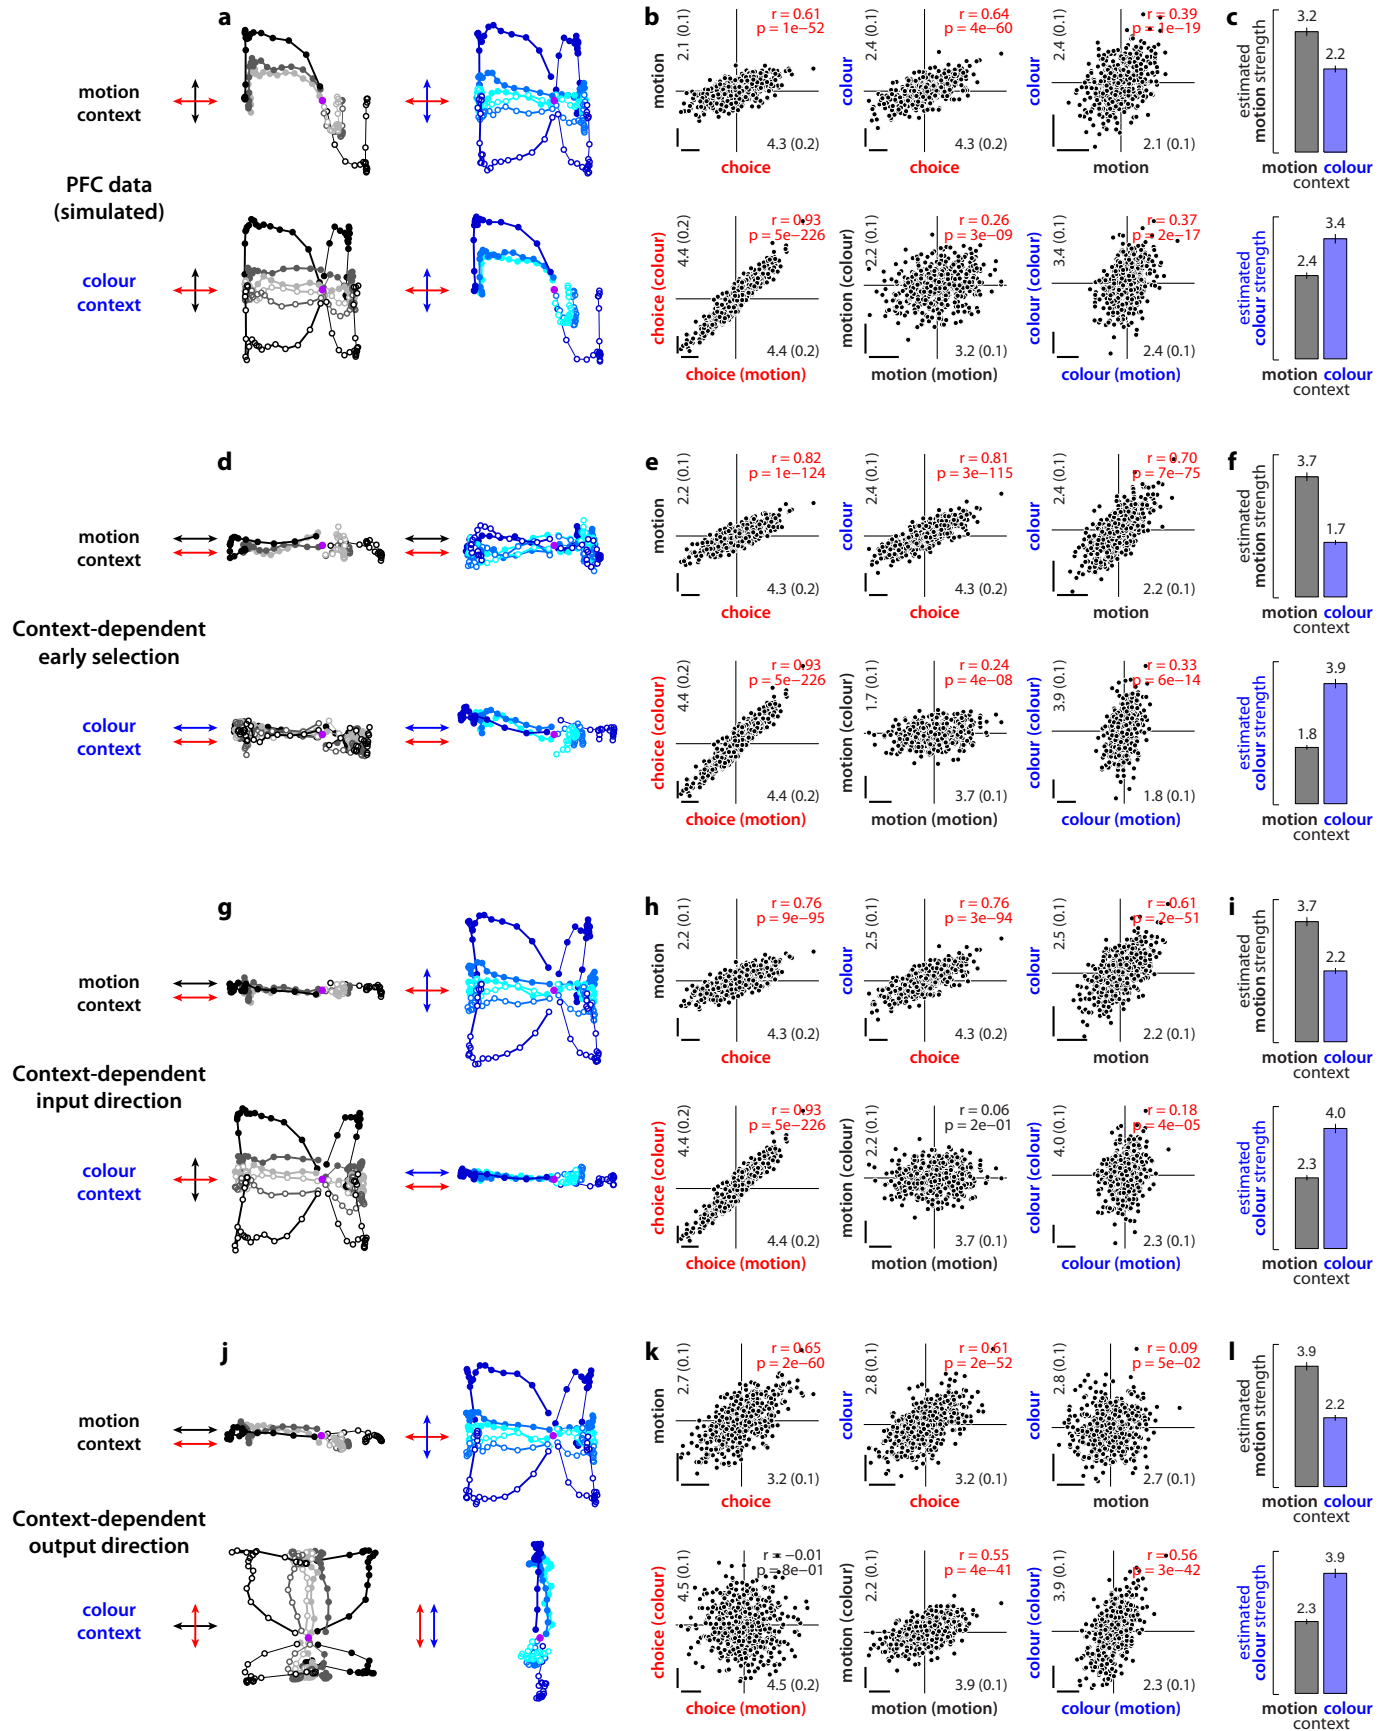 a
motion
context
PFC data
(simulated)
colour
context
b
motion
2.1 (0.1)
r = 0.61
p = 1e−52
4.3 (0.2)
choice
colour
2.4 (0.1)
r = 0.64
p = 4e−60
4.3 (0.2)
choice
colour
2.4 (0.1)
r = 0.39
p = 1e−19
2.1 (0.1)
motion
choice (colour)
4.4 (0.2)
r = 0.93
p = 5e−226
4.4 (0.2)
choice (motion)
motion (colour)
2.2 (0.1)
r = 0.26
p = 3e−09
3.2 (0.1)
motion (motion)
colour (colour)
3.4 (0.1)
r = 0.37
p = 2e−17
2.4 (0.1)
colour (motion)
c
estimated
motion strength
3.2
2.2
motion colour
context
estimated
colour strength
2.4
3.4
motion colour
context
d
motion
context
Context-dependent
early selection
colour
context
e
motion
2.2 (0.1)
r = 0.82
p = 1e−124
4.3 (0.2)
choice
colour
2.4 (0.1)
r = 0.81
p = 3e−115
4.3 (0.2)
choice
colour
2.4 (0.1)
r = 0.70
p = 7e−75
2.2 (0.1)
motion
choice (colour)
4.4 (0.2)
r = 0.93
p = 5e−226
4.4 (0.2)
choice (motion)
motion (colour)
1.7 (0.1)
r = 0.24
p = 4e−08
3.7 (0.1)
motion (motion)
colour (colour)
3.9 (0.1)
r = 0.33
p = 6e−14
1.8 (0.1)
colour (motion)
f
estimated
motion strength
3.7
1.7
motion colour
context
estimated
colour strength
1.8
3.9
motion colour
context
g
motion
context
Context-dependent
input direction
colour
context
h
motion
2.2 (0.1)
r = 0.76
p = 9e−95
4.3 (0.2)
choice
colour
2.5 (0.1)
r = 0.76
p = 3e−94
4.3 (0.2)
choice
colour
2.5 (0.1)
r = 0.61
p = 2e−51
2.2 (0.1)
motion
choice (colour)
4.4 (0.2)
r = 0.93
p = 5e−226
4.4 (0.2)
choice (motion)
motion (colour)
2.2 (0.1)
r = 0.06
p = 2e−01
3.7 (0.1)
motion (motion)
colour (colour)
4.0 (0.1)
r = 0.18
p = 4e−05
2.3 (0.1)
colour (motion)
i
estimated
motion strength
3.7
2.2
motion colour
context
estimated
colour strength
2.3
4.0
motion colour
context
j
motion
context
Context-dependent
output direction
colour
context
k
motion
2.7 (0.1)
r = 0.65
p = 2e−60
3.2 (0.1)
choice
colour
2.8 (0.1)
r = 0.61
p = 2e−52
3.2 (0.1)
choice
colour
2.8 (0.1)
r = 0.09
p = 5e−02
2.7 (0.1)
motion
choice (colour)
4.5 (0.1)
r = −0.01
p = 8e−01
4.5 (0.2)
choice (motion)
motion (colour)
2.2 (0.1)
r = 0.55
p = 4e−41
3.9 (0.1)
motion (motion)
colour (colour)
3.9 (0.1)
r = 0.56
p = 3e−42
2.3 (0.1)
colour (motion)
l
estimated
motion strength
3.9
2.2
motion colour
context
estimated
colour strength
2.3
3.9
motion colour
context